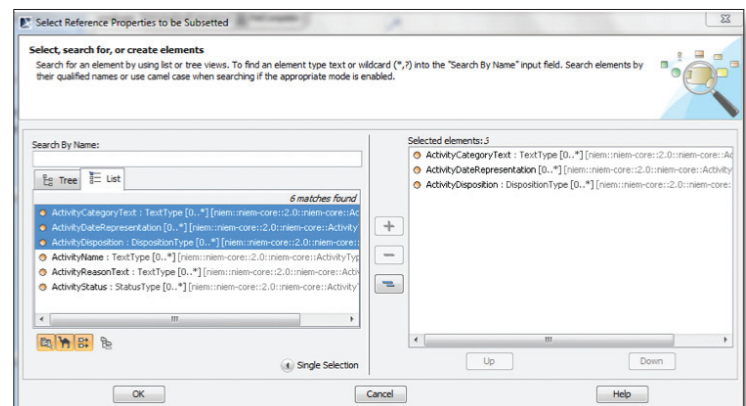 Select Reference Properties to be Subsetted
Select, search for, or create elements
Search for an element by using list or tree views. To find an element type text or wildcard (*,?) into the "Search By Name" input field. Search elements by
their qualified names or use camel case when searching if the appropriate mode is enabled.
Search By Name:
Tree
List
6 matches found
ActivityCategoryText : TextType [0..*] [niem::niem-core::2.0::niem-core::Ac
ActivityDateRepresentation [0..*] [niem::niem-core::2.0::niem-core::Activity
ActivityDisposition : DispositionType [0..*] [niem::niem-core::2.0::niem-core::
ActivityName : TextType [0..*] [niem::niem-core::2.0::niem-core::ActivityTyp
ActivityReasonText : TextType [0..*] [niem::niem-core::2.0::niem-core::Activ
ActivityStatus : StatusType [0..*] [niem::niem-core::2.0::niem-core::Activity
Single Selection
Selected elements: 3
ActivityCategoryText : TextType [0..*] [niem::niem-core::2.0::niem-core::Ac
ActivityDateRepresentation [0..*] [niem::niem-core::2.0::niem-core::Activity
ActivityDisposition : DispositionType [0..*] [niem::niem-core::2.0::niem-core:
Up
Down
OK
Cancel
Help